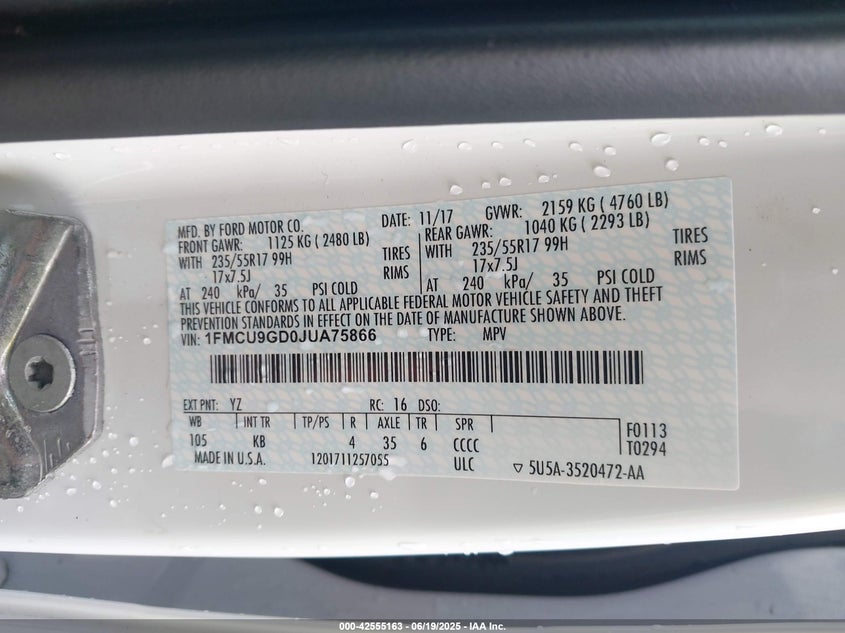 MFD. BY FORD MOTOR CO. DATE: 11/17 GVWR: 2159 KG ( 4760 LB)
FRONT GAWR: 1125 KG ( 2480 LB) REAR GAWR: 1040 KG ( 2293 LB)
WITH 235/55R17 99H TIRES WITH 235/55R17 99H TIRES
17x7.5J RIMS 17x7.5J RIMS
AT 240 kPa/ 35 PSI COLD AT 240 kPa/ 35 PSI COLD
THIS VEHICLE CONFORMS TO ALL APPLICABLE FEDERAL MOTOR VEHICLE SAFETY AND THEFT
PREVENTION STANDARDS IN EFFECT ON THE DATE OF MANUFACTURE SHOWN ABOVE.
VIN: 1FMCU9GD0JUA75866 TYPE: MPV
EXT PNT: YZ RC: 16 DSO:
WB INT TR TP/PS R AXLE TR SPR F0113
105 KB 4 35 6 CCCC T0294
MADE IN U.S.A. 1201711257055 ULC ▽ 5U5A-3520472-AA
000-42555163 - 06/19/2025 - IAA Inc.